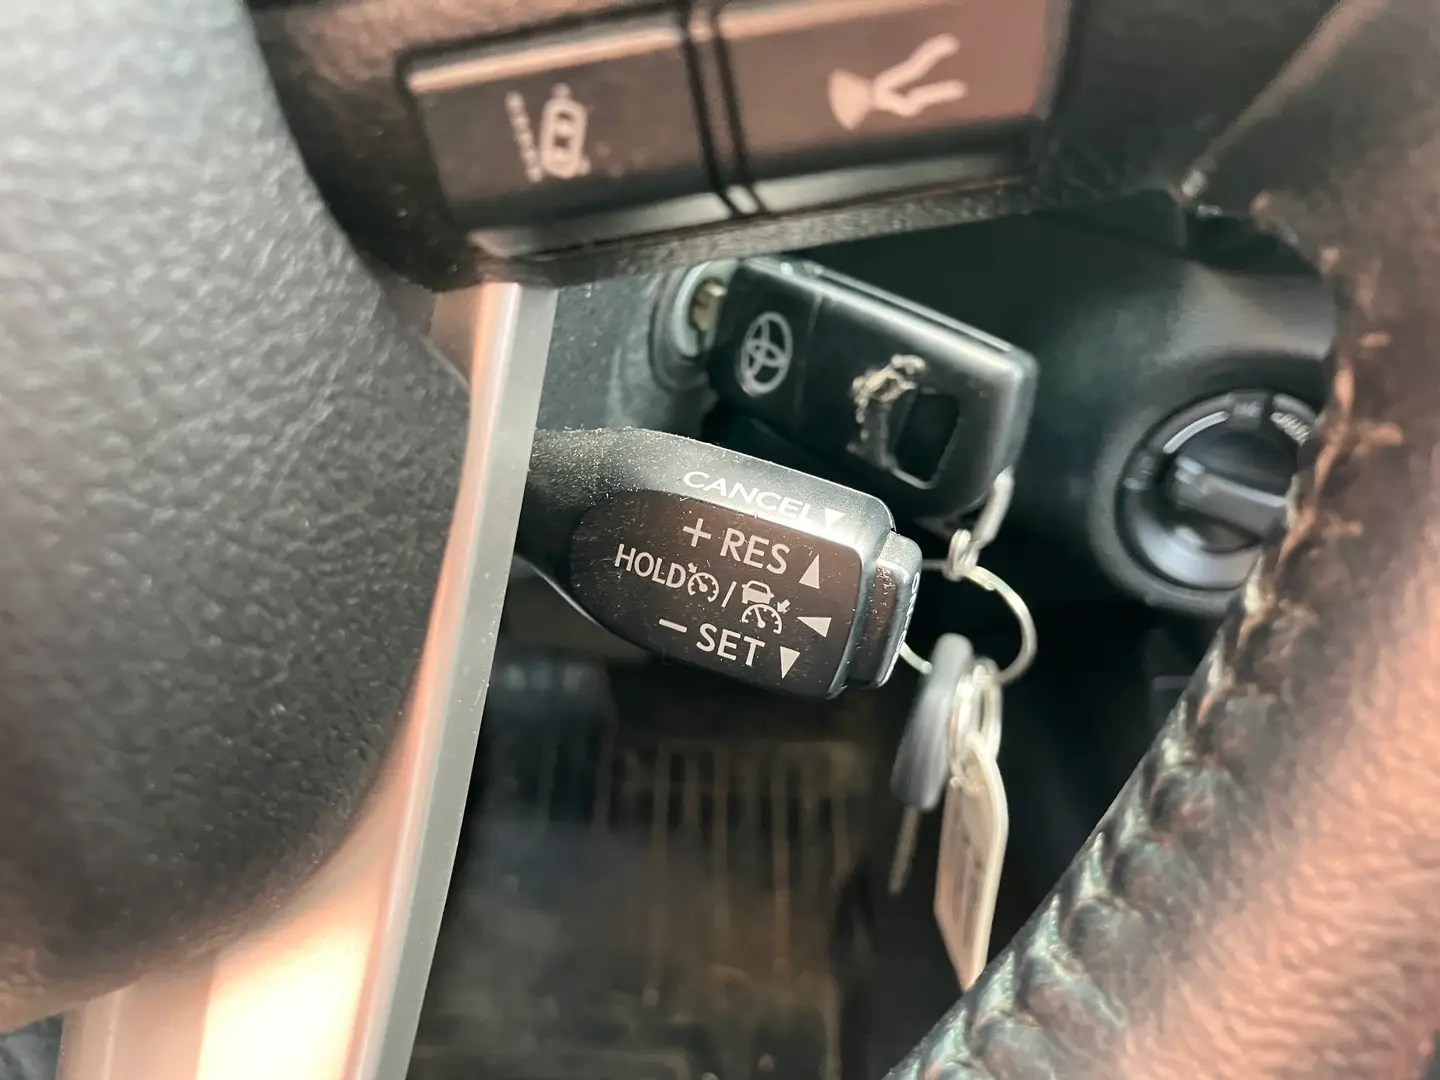 CANCEL▼
+ RES ▲
HOLD / ◀
− SET ▼